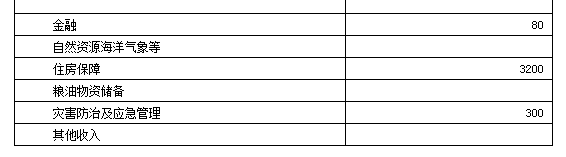 金融 80
自然资源海洋气象等
住房保障 3200
粮油物资储备
灾害防治及应急管理 300
其他收入